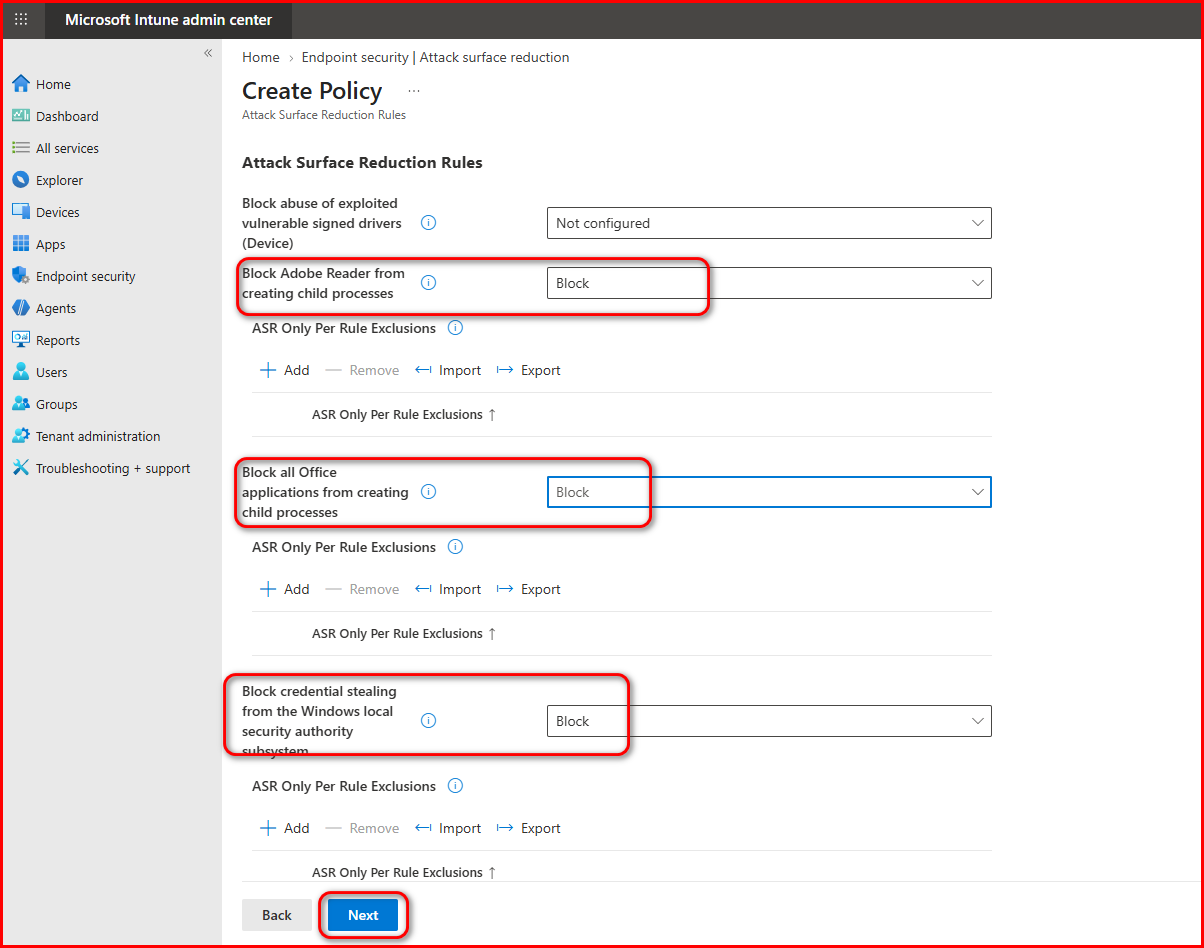 Microsoft Intune admin center
Home
Dashboard
All services
Explorer
Devices
Apps
Endpoint security
Agents
Reports
Users
Groups
Tenant administration
Troubleshooting + support
Home › Endpoint security | Attack surface reduction
Create Policy ...
Attack Surface Reduction Rules
Attack Surface Reduction Rules
Block abuse of exploited
vulnerable signed drivers
(Device)
Not configured
Block Adobe Reader from
creating child processes
Block
ASR Only Per Rule Exclusions
Add Remove Import Export
ASR Only Per Rule Exclusions ↑
Block all Office
applications from creating
child processes
Block
ASR Only Per Rule Exclusions
Add Remove Import Export
ASR Only Per Rule Exclusions ↑
Block credential stealing
from the Windows local
security authority
subsystem
Block
ASR Only Per Rule Exclusions
Add Remove Import Export
ASR Only Per Rule Exclusions ↑
Back Next